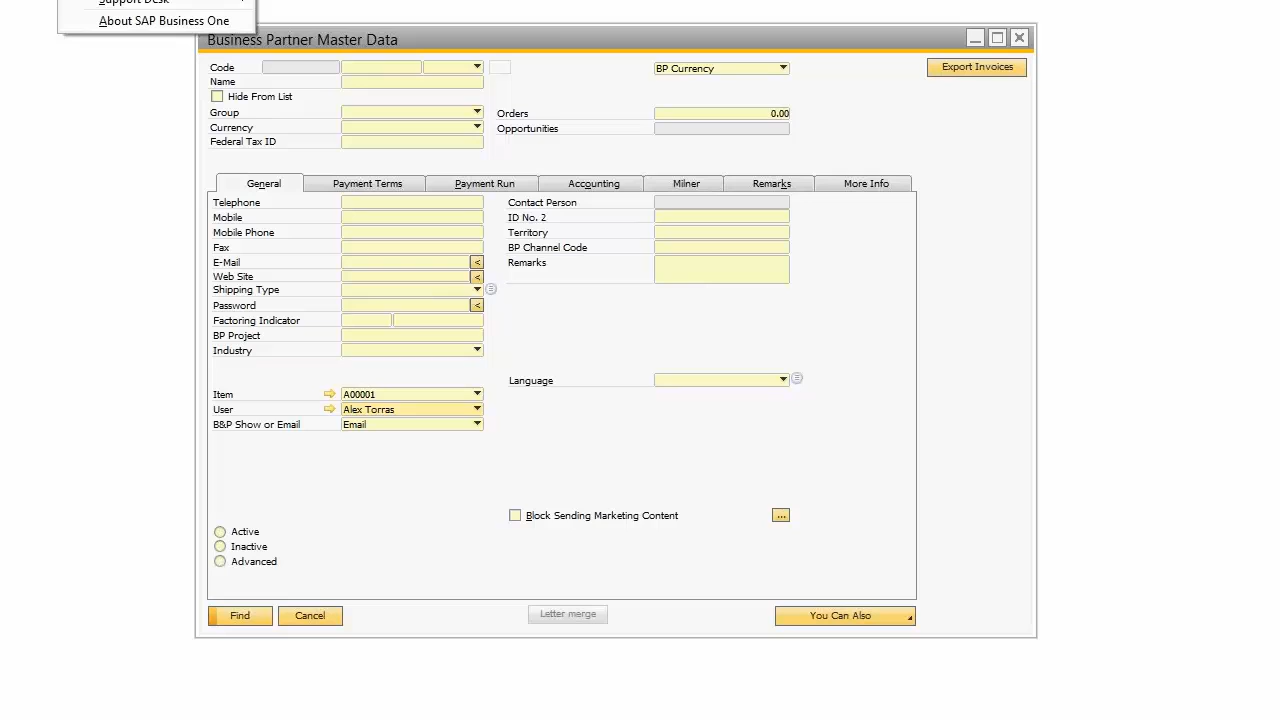 Support Desk
About SAP Business One
Business Partner Master Data
Code BP Currency Export Invoices
Name
Hide From List
Group Orders 0.00
Currency Opportunities
Federal Tax ID
General Payment Terms Payment Run Accounting Milner Remarks More Info
Telephone Contact Person
Mobile ID No. 2
Mobile Phone Territory
Fax BP Channel Code
E-Mail < Remarks
Web Site <
Shipping Type
Password <
Factoring Indicator
BP Project
Industry
Language
Item A00001
User Alex Torras
B&P Show or Email Email
Block Sending Marketing Content ...
Active
Inactive
Advanced
Find Cancel Letter merge You Can Also